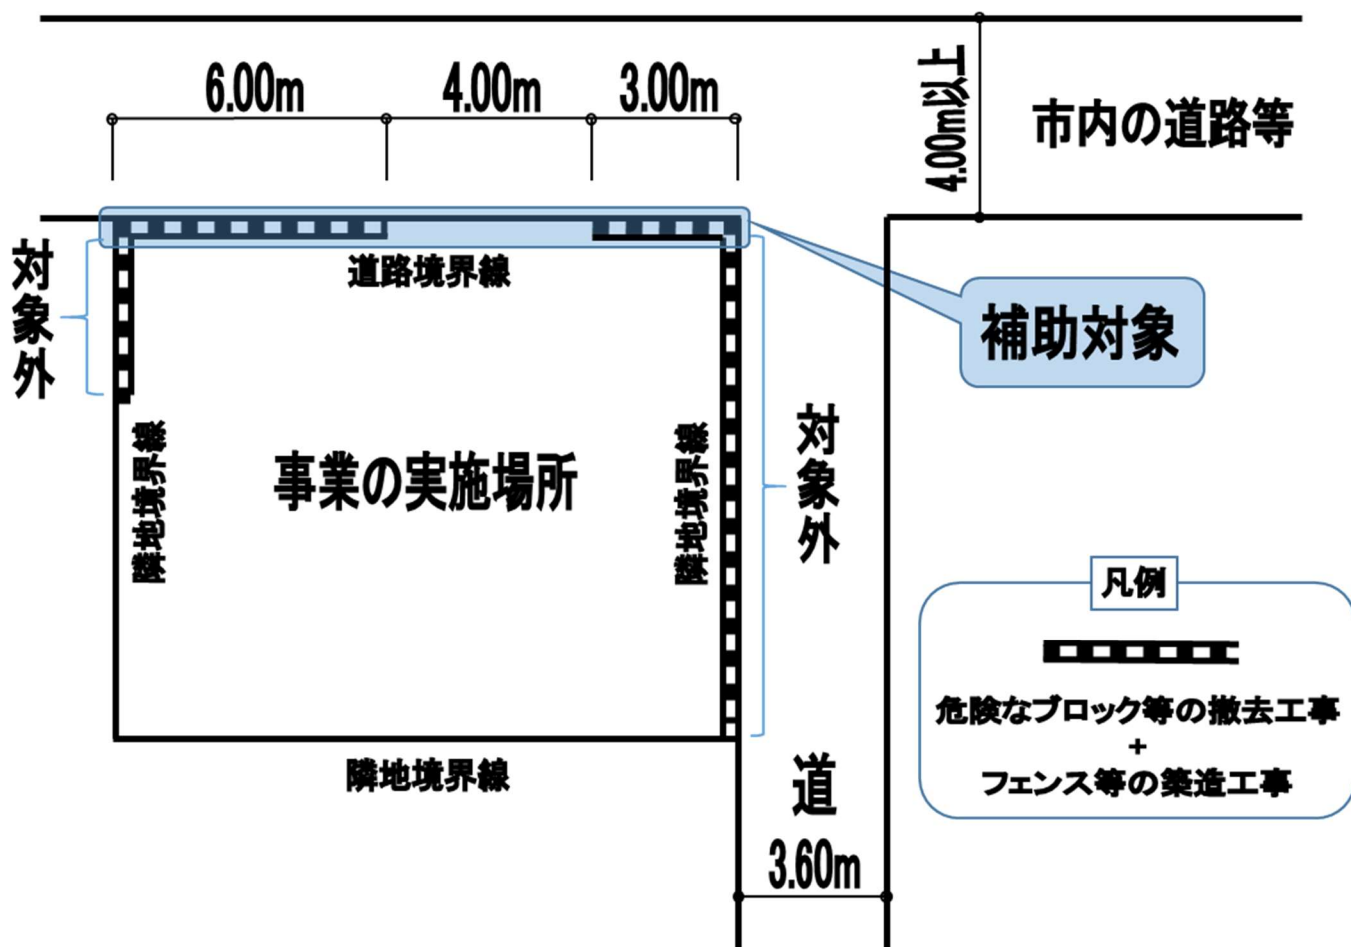 6.00m
4.00m
3.00m
4.00m以上
市内の道路等
対象外
道路境界線
補助対象
隣地境界線
事業の実施場所
隣地境界線
対象外
凡例
危険なブロック等の撤去工事
+
フェンス等の築造工事
隣地境界線
道
3.60m